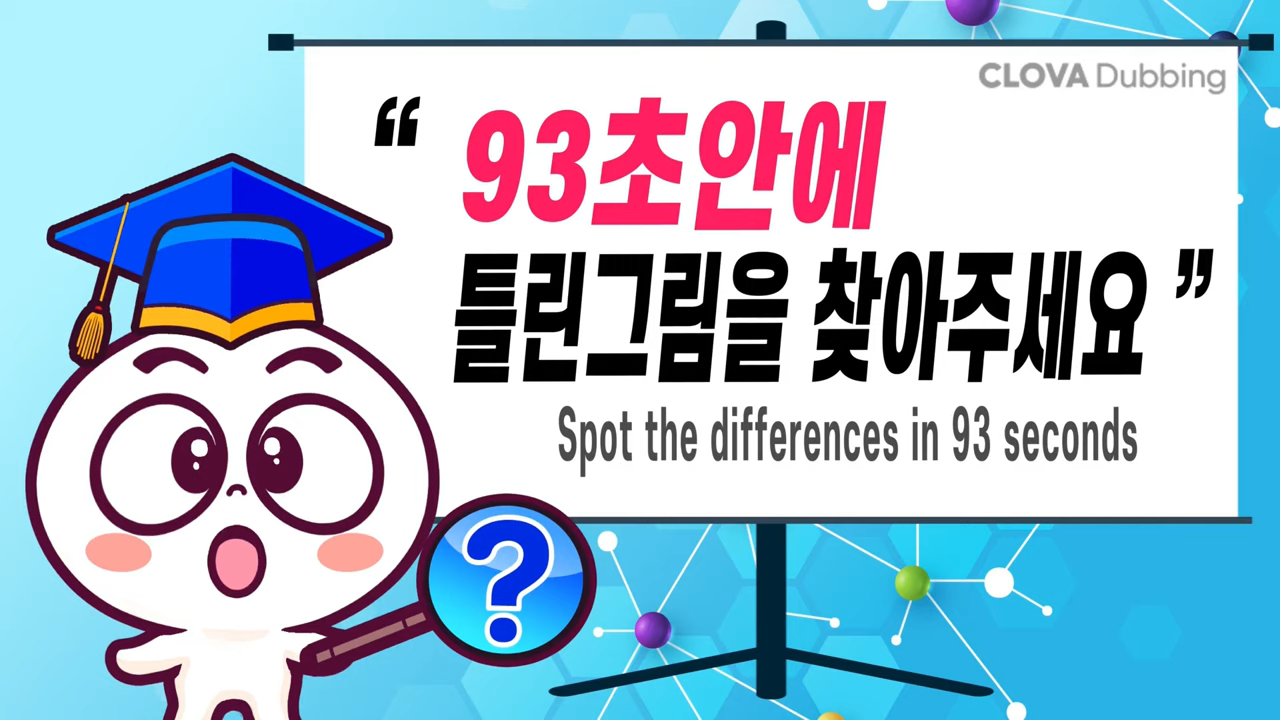 CLOVA Dubbing
“ 93초안에
틀린그림을 찾아주세요 ”
Spot the differences in 93 seconds
?